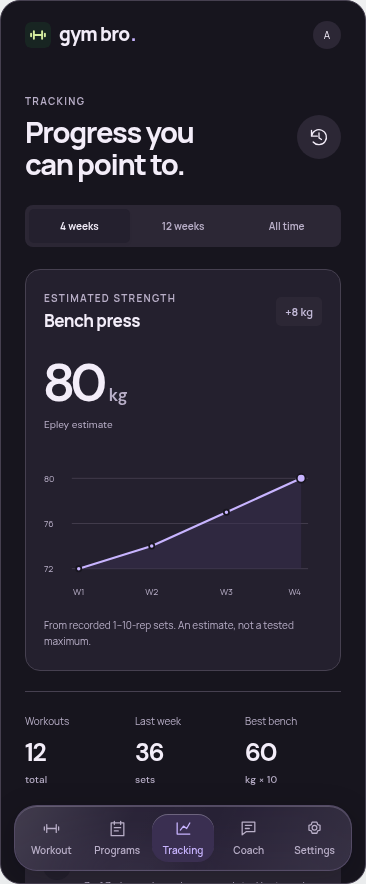 gym bro.
A
TRACKING
Progress you
can point to.
4 weeks
12 weeks
All time
ESTIMATED STRENGTH
Bench press
+8 kg
80 kg
Epley estimate
80
76
72
W1
W2
W3
W4
From recorded 1–10-rep sets. An estimate, not a tested
maximum.
Workouts
Last week
Best bench
12
36
60
total
sets
kg × 10
Workout
Programs
Tracking
Coach
Settings